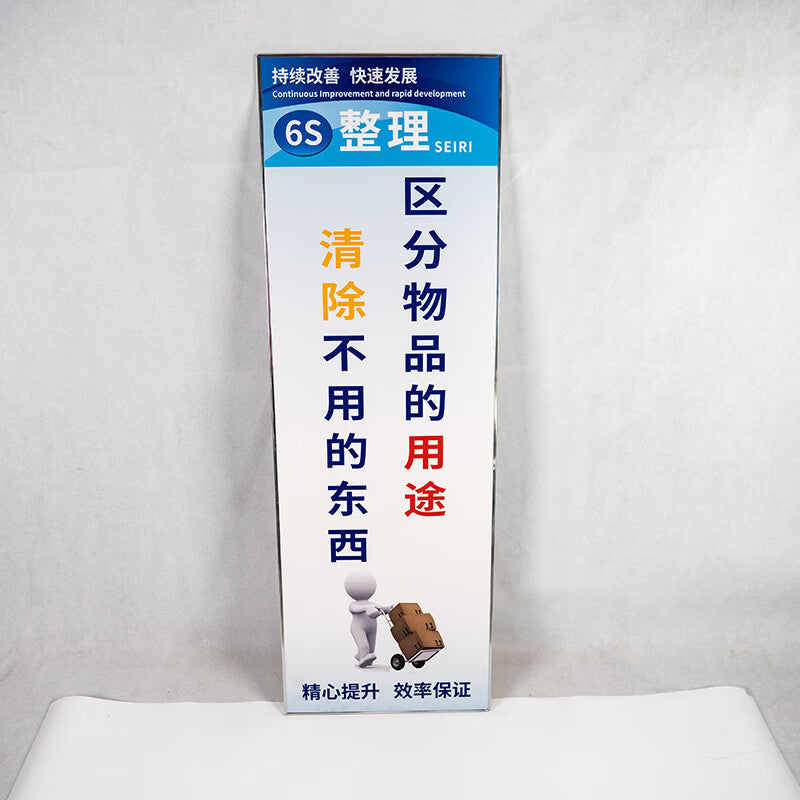 持续改善 快速发展
Continuous Improvement and rapid development
6S 整理 SEIRI
区分物品的用途
清除不用的东西
精心提升 效率保证